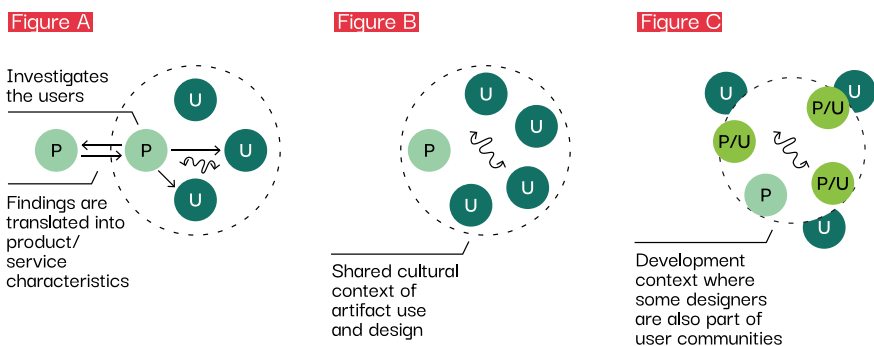 Figure A
Investigates
the users
P
P
U
U
U
Findings are
translated into
product/
service
characteristics
Figure B
P
U
U
U
U
Shared cultural
context of
artifact use
and design
Figure C
U
U
P/U
P/U
P/U
P
U
Development
context where
some designers
are also part of
user communities